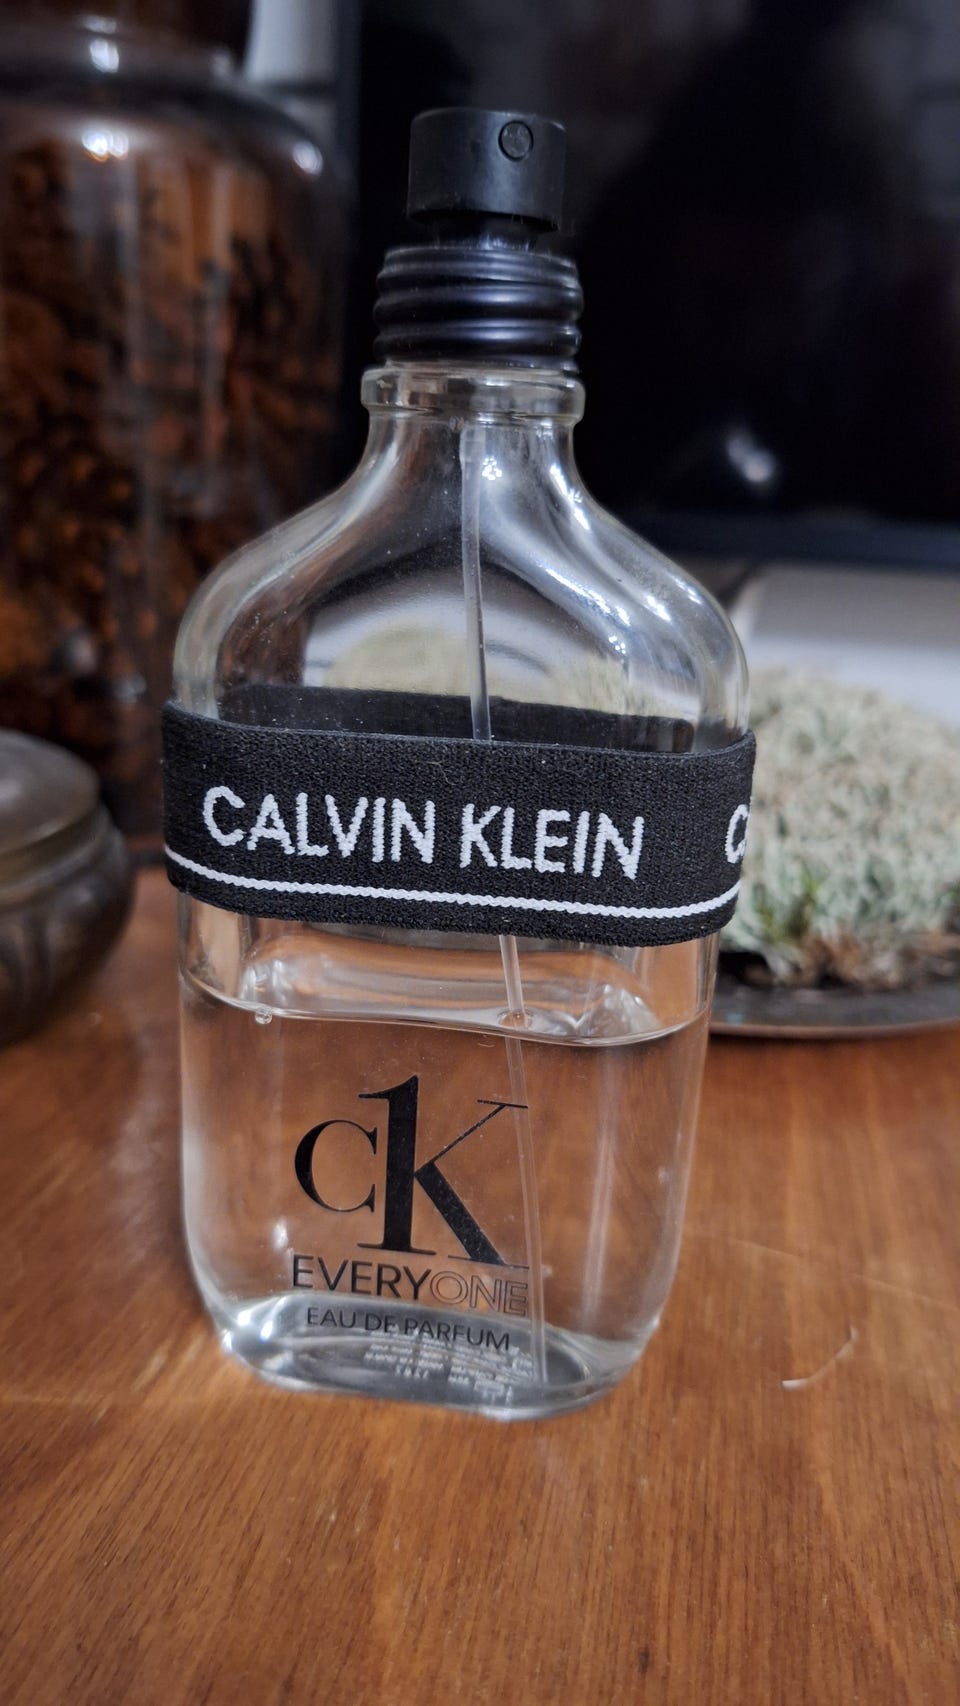 CALVIN KLEIN C
cK
EVERYONE
EAU DE PARFUM